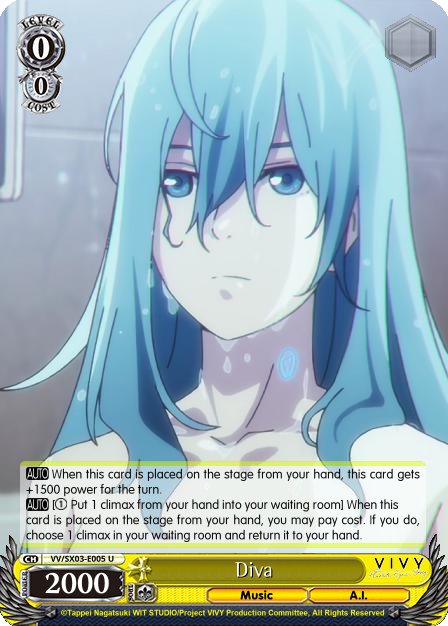 LEVEL
0
0
COST
AUTO When this card is placed on the stage from your hand, this card gets
+1500 power for the turn.
AUTO [① Put 1 climax from your hand into your waiting room] When this
card is placed on the stage from your hand, you may pay cost. If you do,
choose 1 climax in your waiting room and return it to your hand.
CH VV/SX03-E005 U
POWER 2000 SOUL
Diva
VIVY
Music A.I.
©Tappei Nagatsuki WIT STUDIO/Project VIVY Production Committee, All Rights Reserved